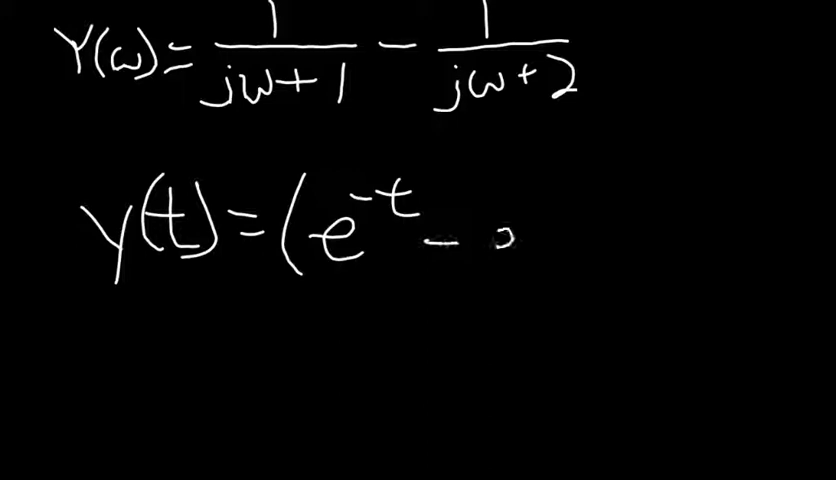 Y(ω) = 1/(jω+1) - 1/(jω+2)
y(t) = (e^-t -